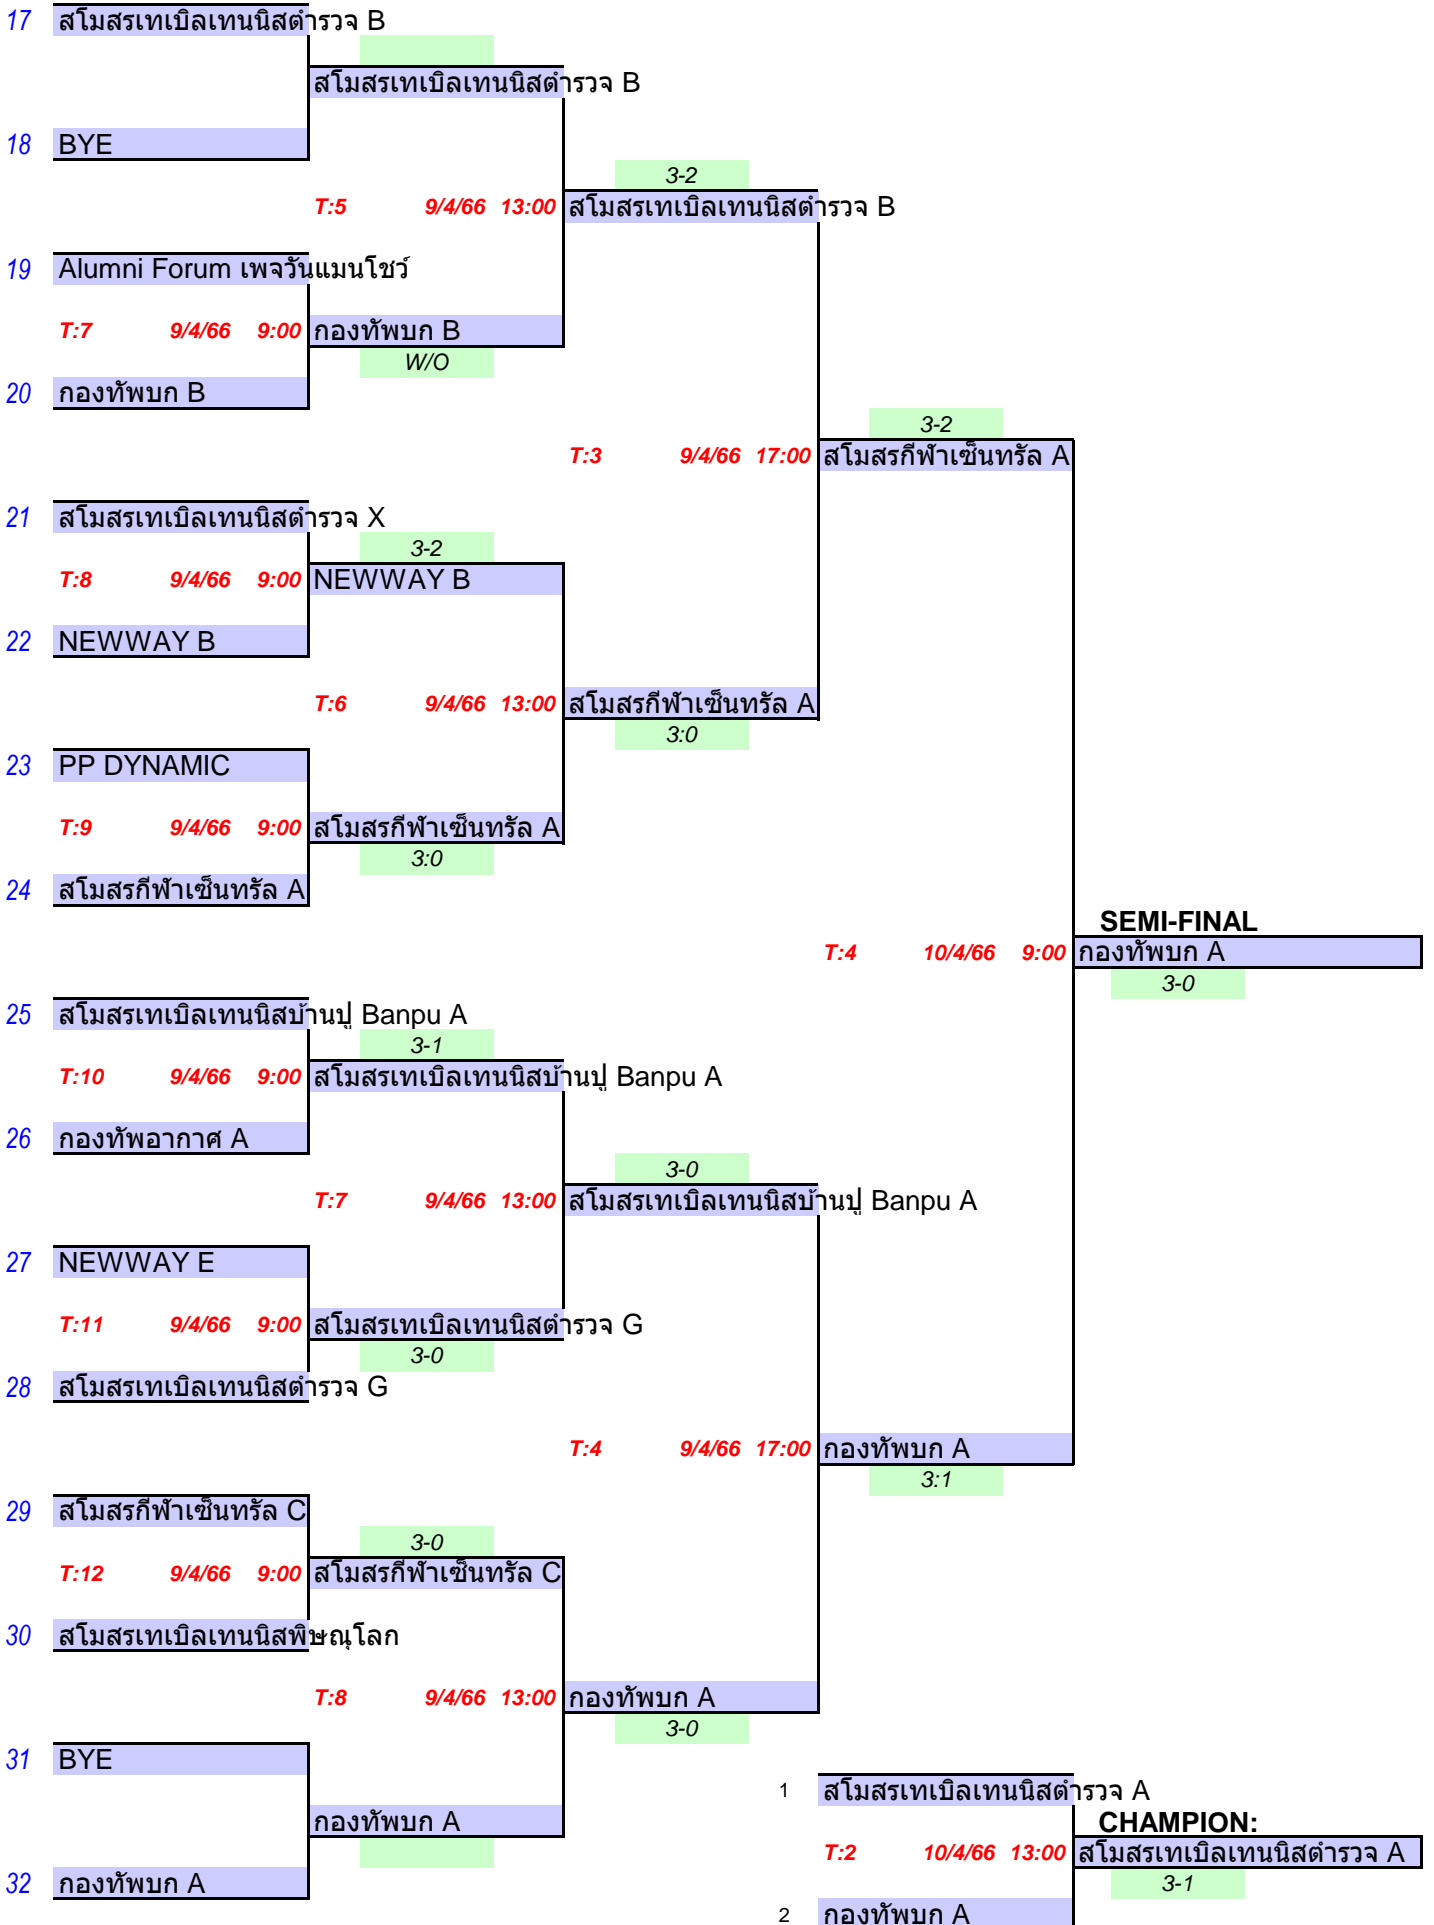 17 สโมสรเทเบิลเทนนิสตำรวจ B
สโมสรเทเบิลเทนนิสตำรวจ B
18 BYE
3-2
T:5 9/4/66 13:00 สโมสรเทเบิลเทนนิสตำรวจ B
19 Alumni Forum เพจวันแมนโชว์
T:7 9/4/66 9:00 กองทัพบก B
W/O
20 กองทัพบก B
3-2
T:3 9/4/66 17:00 สโมสรกีฬาเซ็นทรัล A
21 สโมสรเทเบิลเทนนิสตำรวจ X
3-2
T:8 9/4/66 9:00 NEWWAY B
22 NEWWAY B
T:6 9/4/66 13:00 สโมสรกีฬาเซ็นทรัล A
3:0
23 PP DYNAMIC
T:9 9/4/66 9:00 สโมสรกีฬาเซ็นทรัล A
3:0
24 สโมสรกีฬาเซ็นทรัล A
SEMI-FINAL
T:4 10/4/66 9:00 กองทัพบก A
3-0
25 สโมสรเทเบิลเทนนิสบ้านปู Banpu A
3-1
T:10 9/4/66 9:00 สโมสรเทเบิลเทนนิสบ้านปู Banpu A
26 กองทัพอากาศ A
3-0
T:7 9/4/66 13:00 สโมสรเทเบิลเทนนิสบ้านปู Banpu A
27 NEWWAY E
T:11 9/4/66 9:00 สโมสรเทเบิลเทนนิสตำรวจ G
3-0
28 สโมสรเทเบิลเทนนิสตำรวจ G
T:4 9/4/66 17:00 กองทัพบก A
3:1
29 สโมสรกีฬาเซ็นทรัล C
3-0
T:12 9/4/66 9:00 สโมสรกีฬาเซ็นทรัล C
30 สโมสรเทเบิลเทนนิสพิษณุโลก
T:8 9/4/66 13:00 กองทัพบก A
3-0
31 BYE
1 สโมสรเทเบิลเทนนิสตำรวจ A
กองทัพบก A CHAMPION:
T:2 10/4/66 13:00 สโมสรเทเบิลเทนนิสตำรวจ A
32 กองทัพบก A 3-1
2 กองทัพบก A